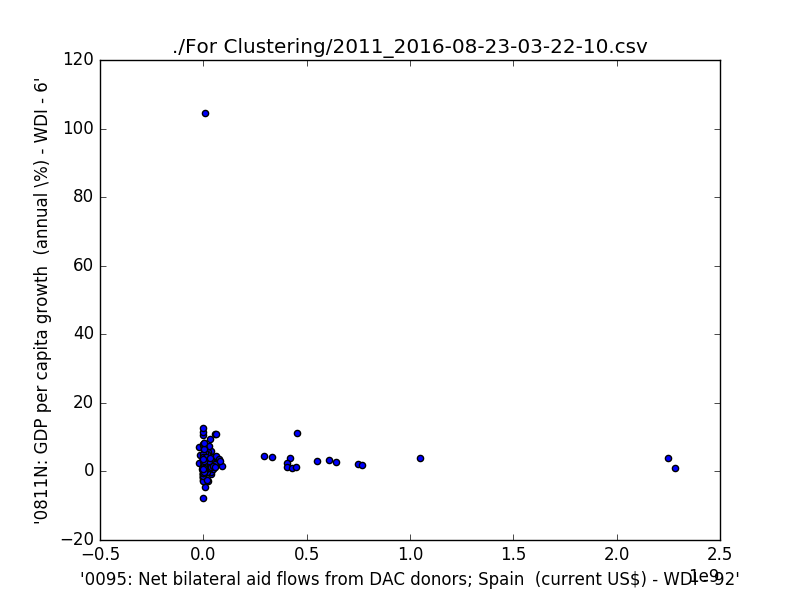 ./For Clustering/2011_2016-08-23-03-22-10.csv
120
100
80
60
40
20
0
−20
'0811N: GDP per capita growth  (annual \%) - WDI - 6'
−0.5 0.0 0.5 1.0 1.5 2.0 2.5
1e9
'0095: Net bilateral aid flows from DAC donors; Spain  (current US$) - WDI - 92'